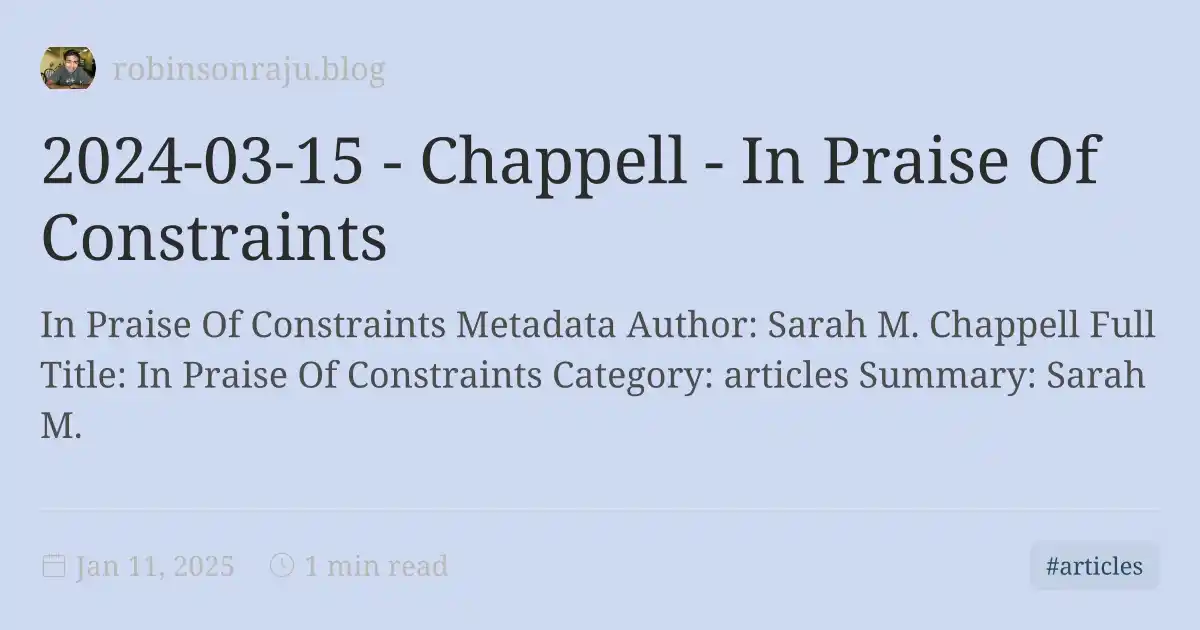 robinsonraju.blog
2024-03-15 - Chappell - In Praise Of
Constraints
In Praise Of Constraints Metadata Author: Sarah M. Chappell Full
Title: In Praise Of Constraints Category: articles Summary: Sarah
M.
Jan 11, 2025 1 min read #articles